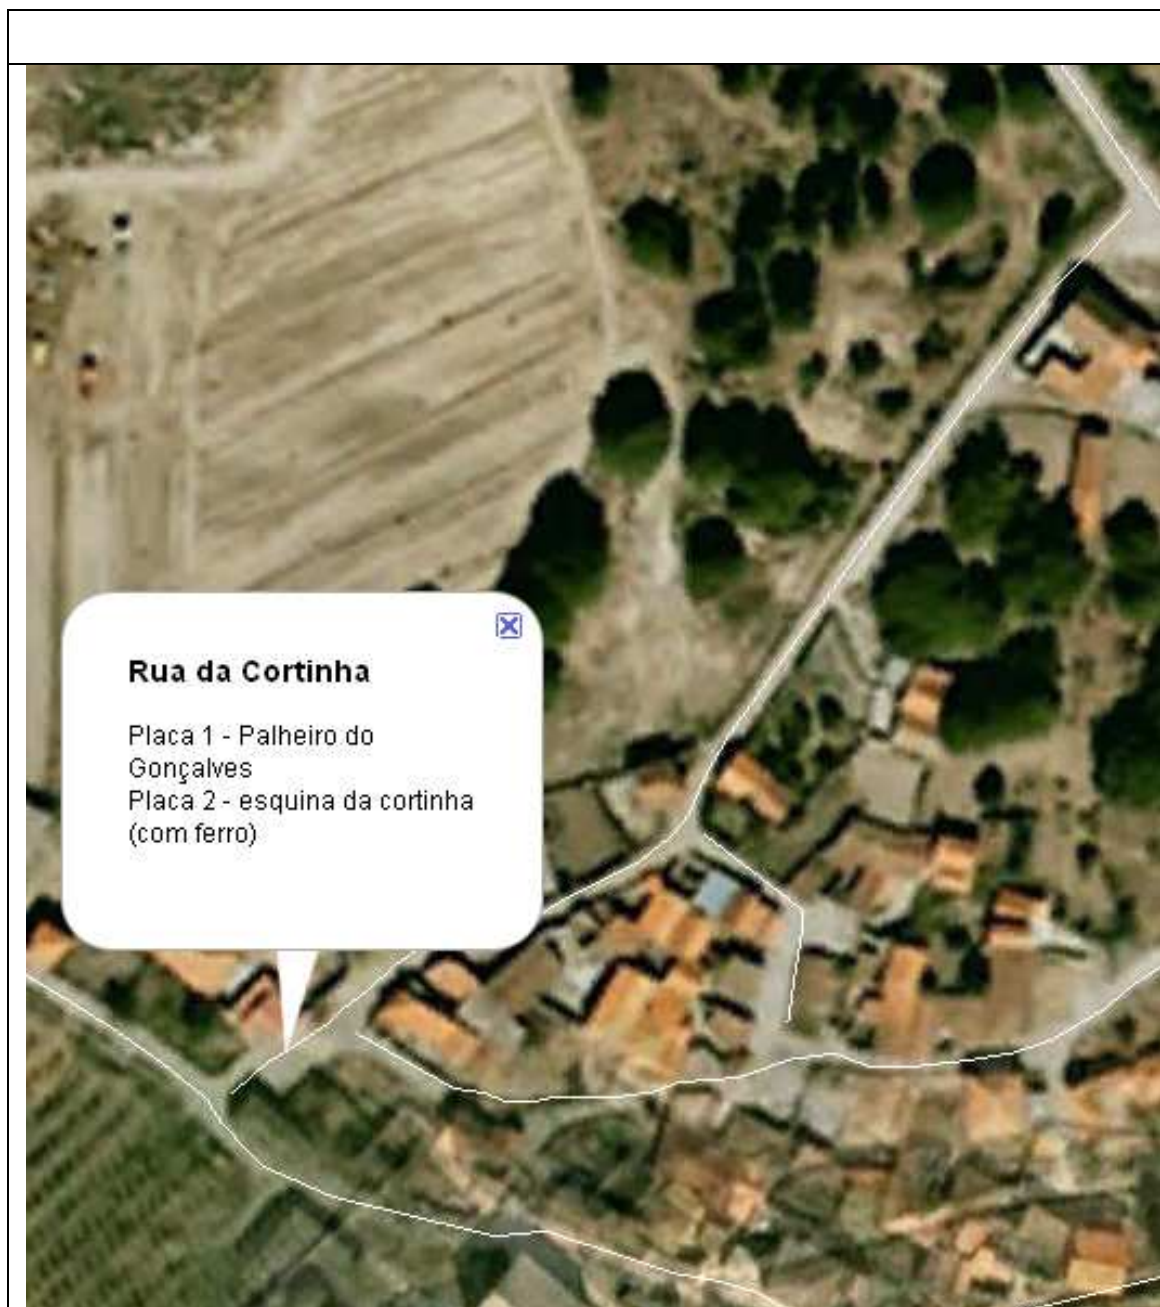 Rua da Cortinha
Placa 1 - Palheiro do
Gonçalves
Placa 2 - esquina da cortinha
(com ferro)